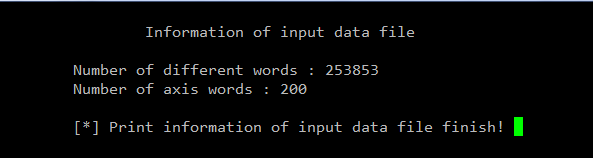 Information of input data file
Number of different words : 253853
Number of axis words : 200
[*] Print information of input data file finish!